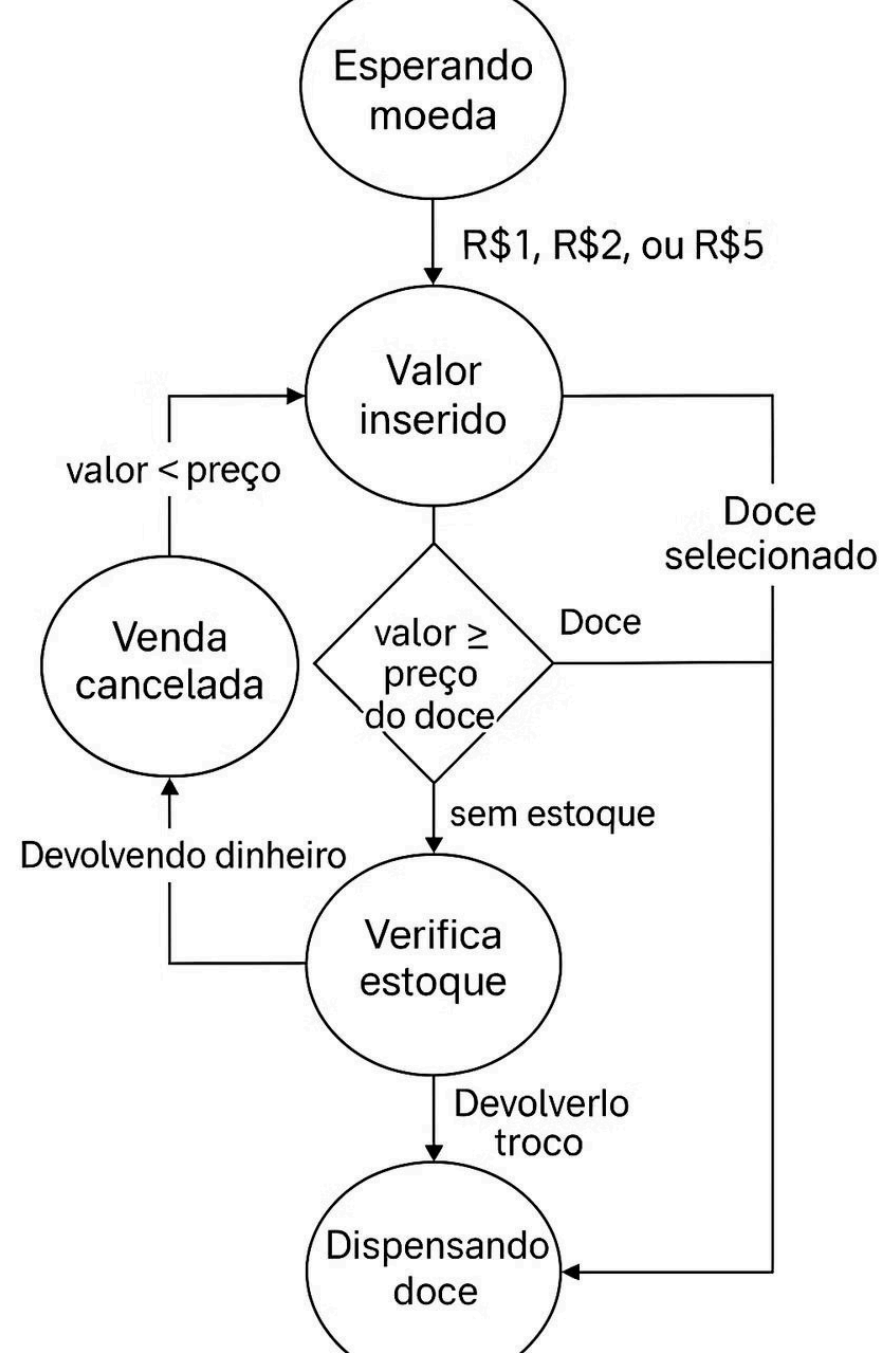 Esperando
moeda
R$1, R$2, ou R$5
Valor
inserido
valor < preço
Doce
selecionado
Venda
cancelada
valor ≥
preço
do doce
Doce
sem estoque
Devolvendo dinheiro
Verifica
estoque
Devolverlo
troco
Dispensando
doce